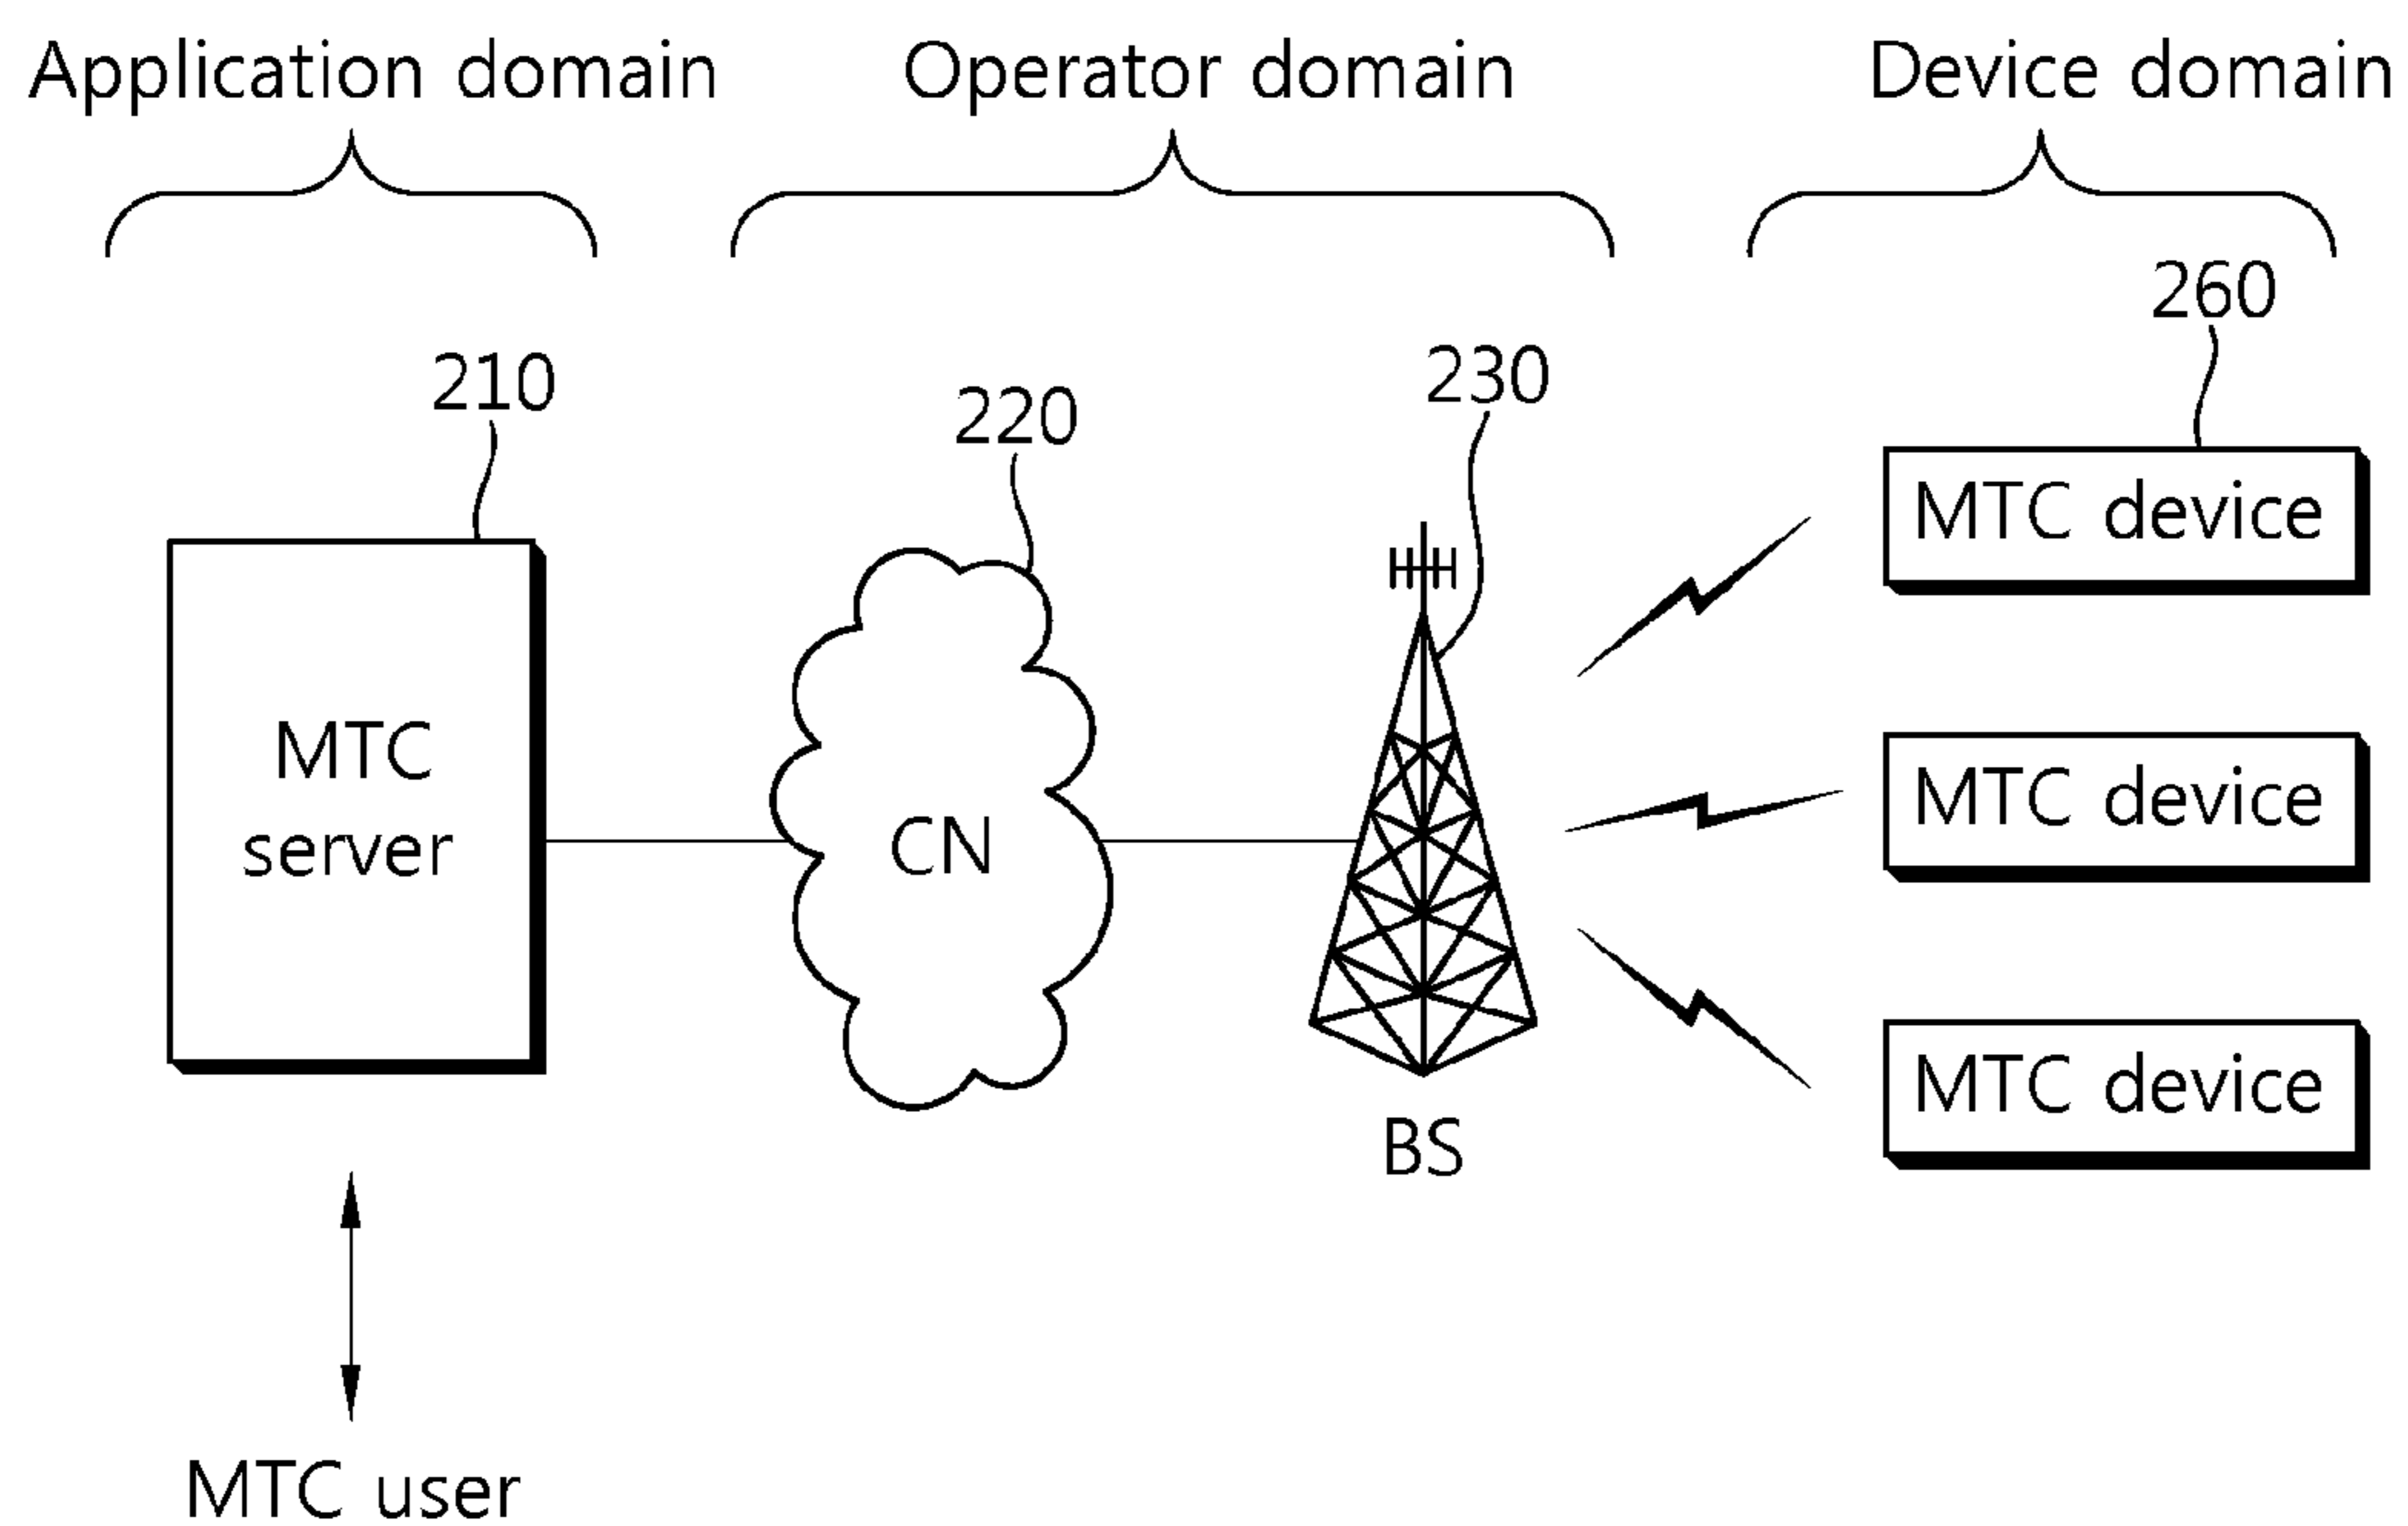 Application domain
Operator domain
Device domain
260
210
220
230
MTC device
MTC
server
CN
MTC device
MTC device
BS
MTC user